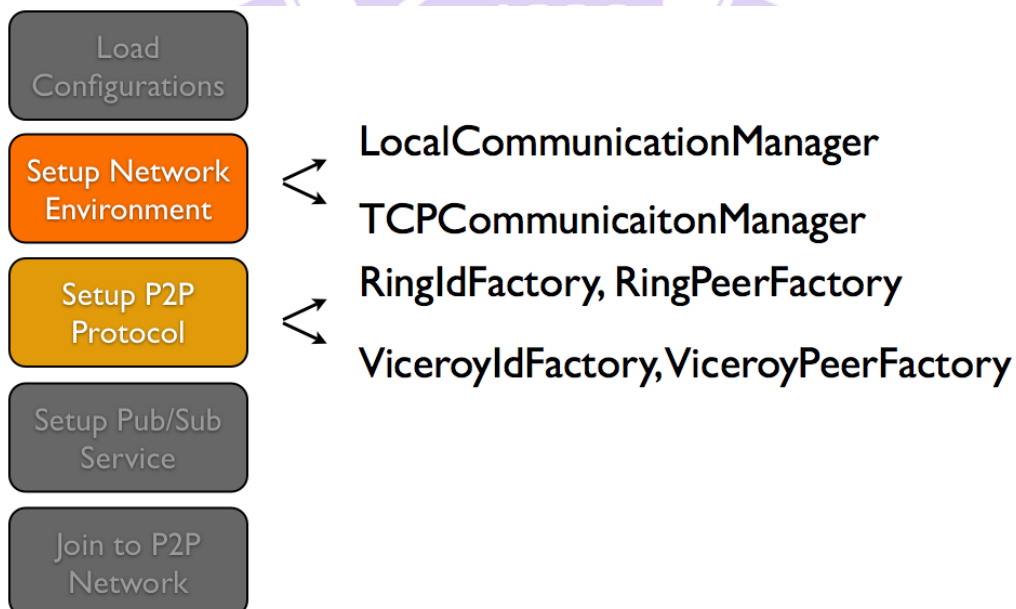 Load
Configurations
Setup Network
Environment
LocalCommunicationManager
TCPCommunicaitonManager
Setup P2P
Protocol
RingIdFactory, RingPeerFactory
ViceroyIdFactory,ViceroyPeerFactory
Setup Pub/Sub
Service
Join to P2P
Network